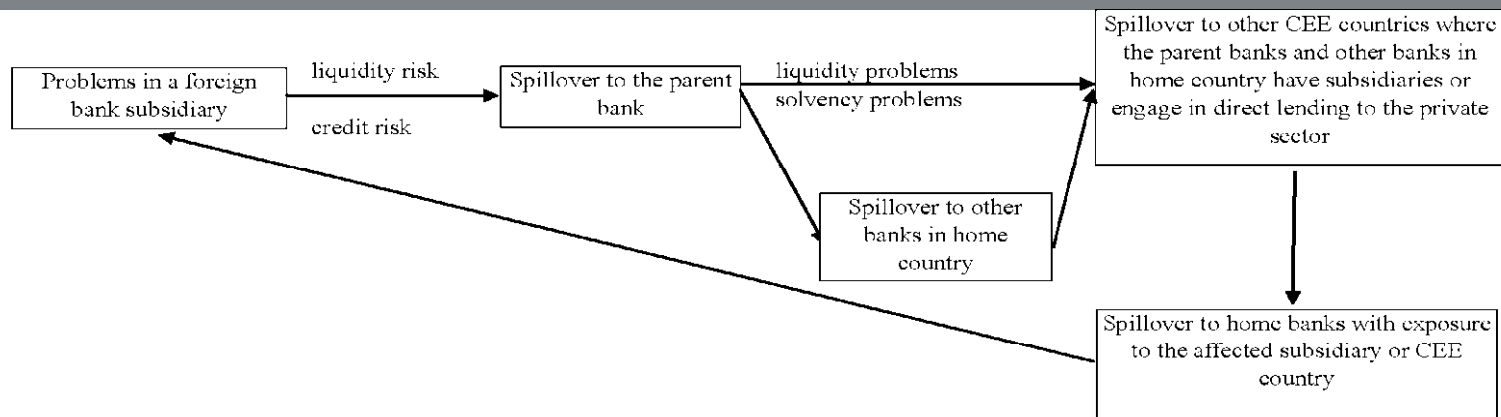 Problems in a foreign
bank subsidiary
liquidity risk
credit risk
Spillover to the parent
bank
liquidity problems
solvency problems
Spillover to other CEE countries where
the parent banks and other banks in
home country have subsidiaries or
engage in direct lending to the private
sector
Spillover to other
banks in home
country
Spillover to home banks with exposure
to the affected subsidiary or CEE
country